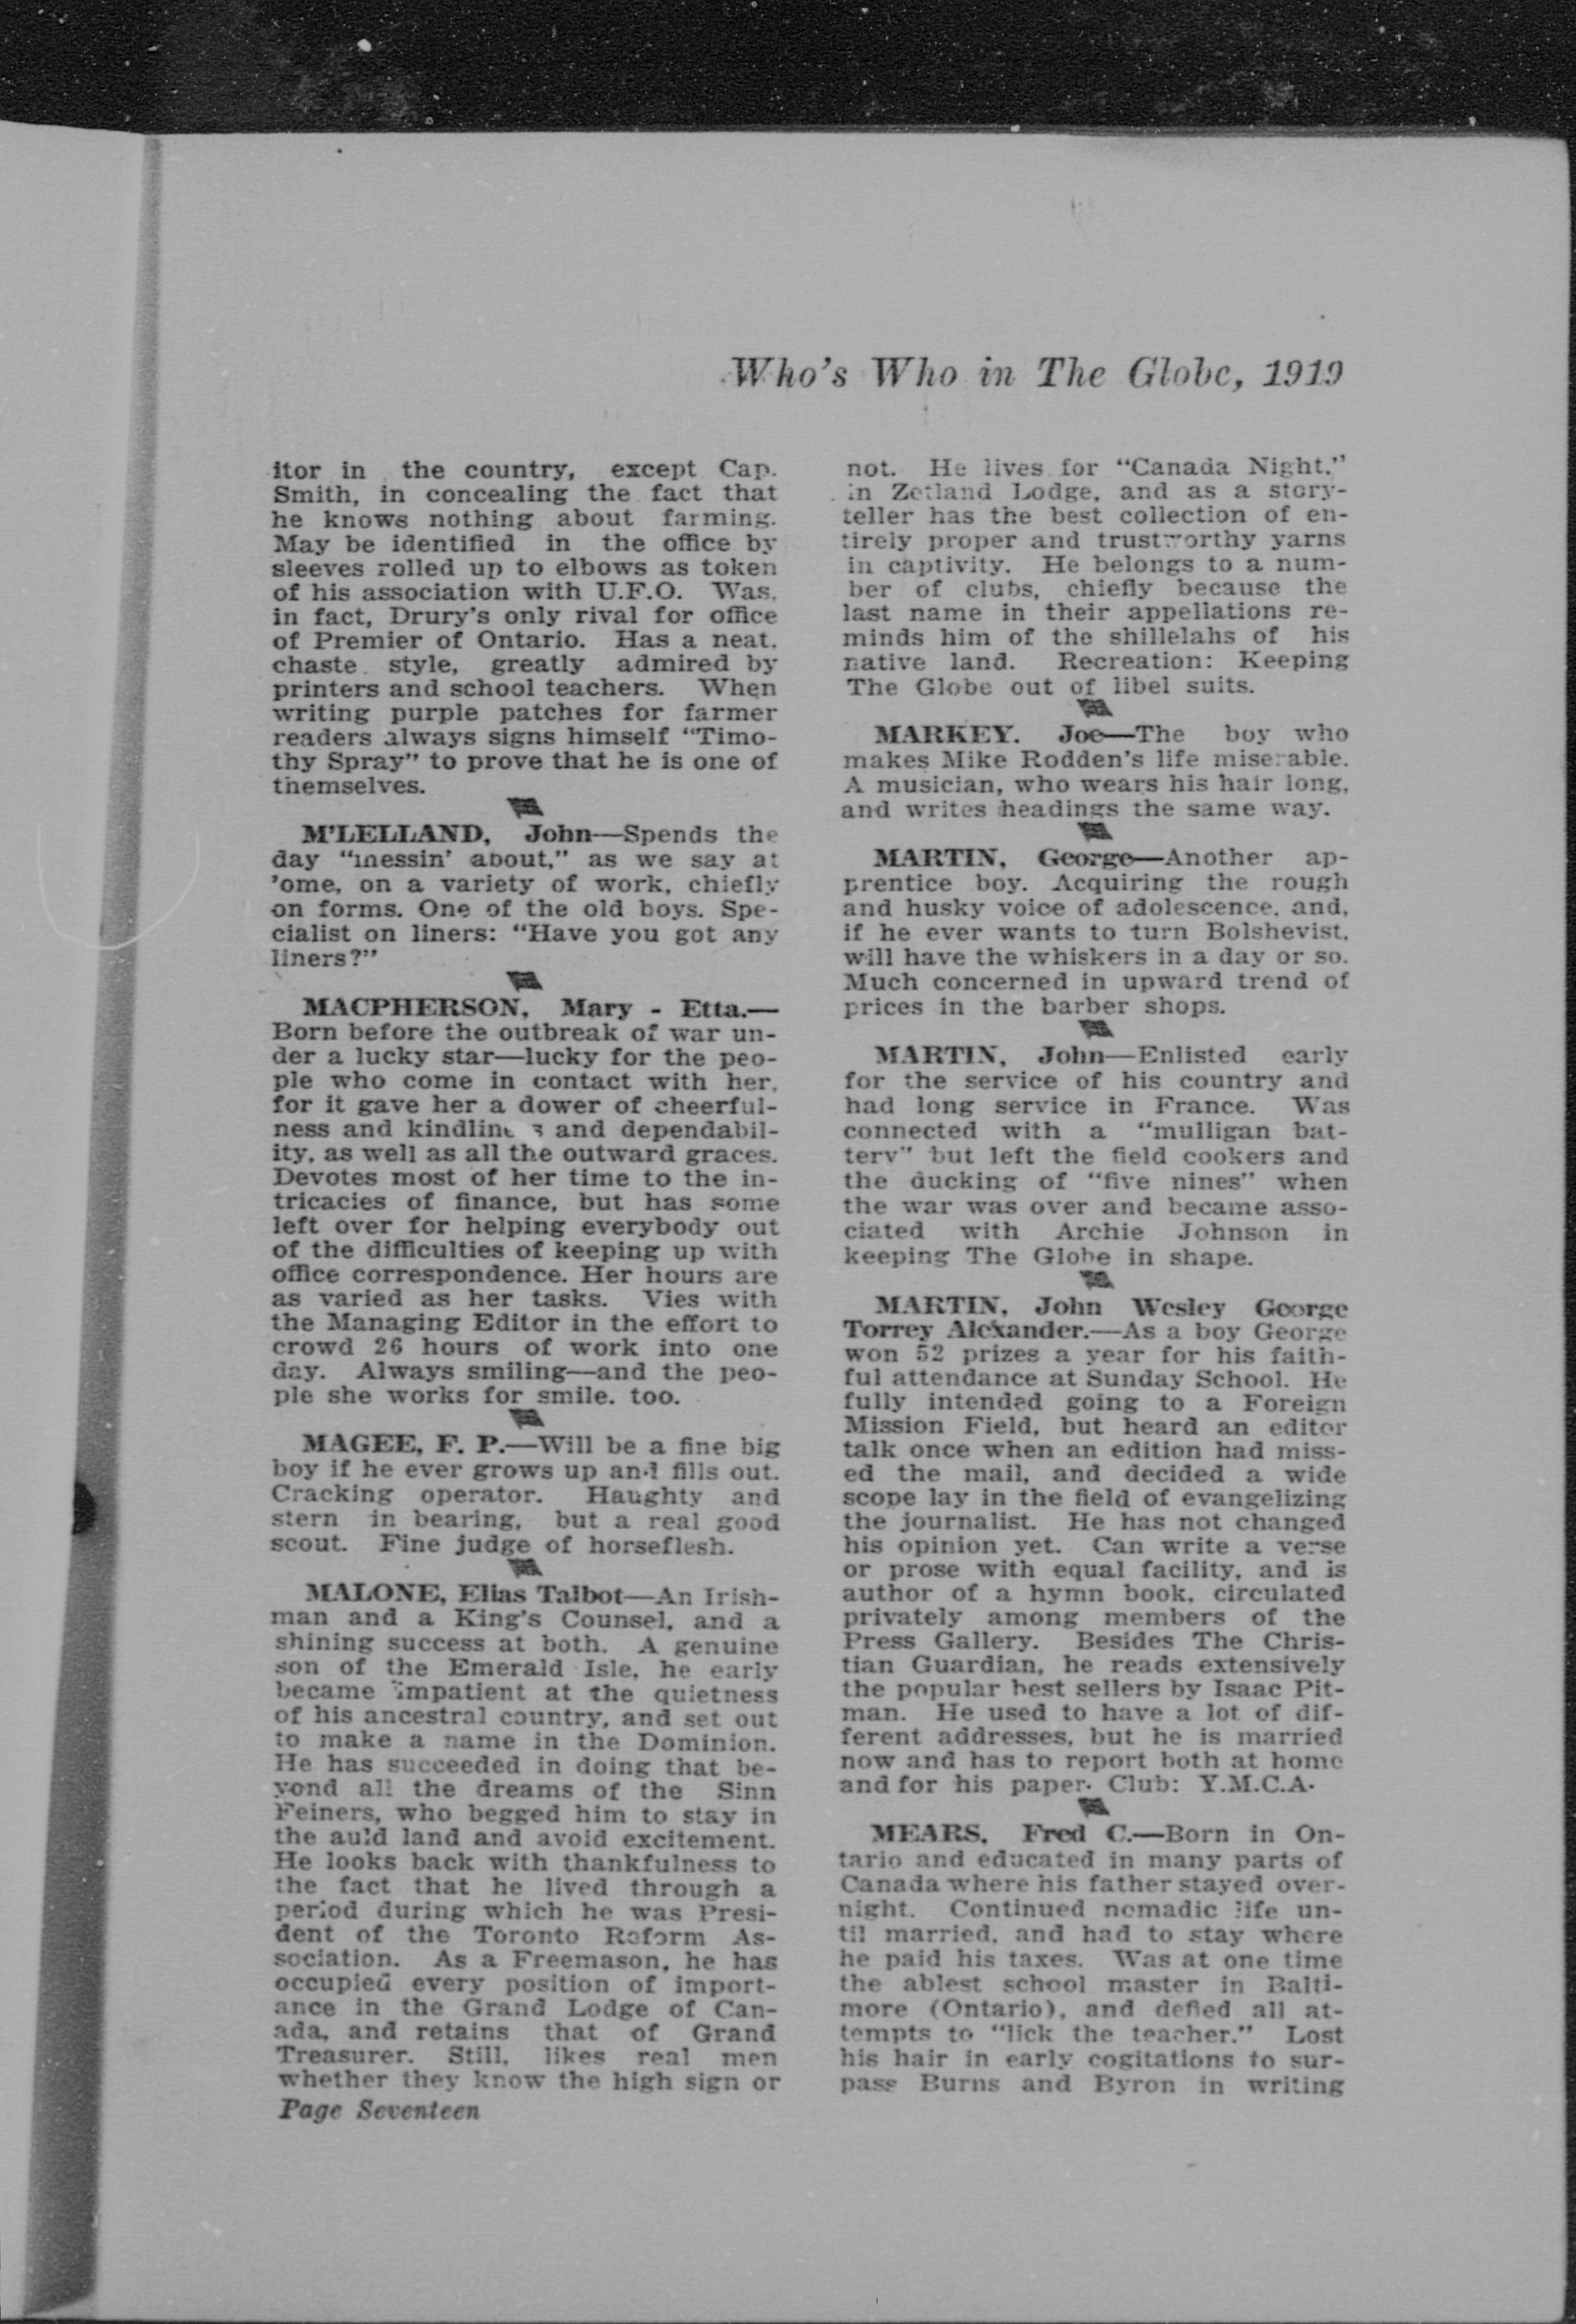 Who's Who in The Globe, 1919
itor in the country, except Cap.
Smith, in concealing the fact that
he knows nothing about farming.
May be identified in the office by
sleeves rolled up to elbows as token
of his association with U.F.O. Was,
in fact, Drury's only rival for office
of Premier of Ontario. Has a neat,
chaste style, greatly admired by
printers and school teachers. When
writing purple patches for farmer
readers always signs himself "Timo-
thy Spray" to prove that he is one of
themselves.
M'LELLAND, John—Spends the
day "messin' about," as we say at
'ome, on a variety of work, chiefly
on forms. One of the old boys. Spe-
cialist on liners: "Have you got any
liners?"
MACPHERSON, Mary - Etta.—
Born before the outbreak of war un-
der a lucky star—lucky for the peo-
ple who come in contact with her,
for it gave her a dower of cheerful-
ness and kindliness and dependabil-
ity, as well as all the outward graces.
Devotes most of her time to the in-
tricacies of finance, but has some
left over for helping everybody out
of the difficulties of keeping up with
office correspondence. Her hours are
as varied as her tasks. Vies with
the Managing Editor in the effort to
crowd 26 hours of work into one
day. Always smiling—and the peo-
ple she works for smile. too.
MAGEE, F. P.—Will be a fine big
boy if he ever grows up and fills out.
Cracking operator. Haughty and
stern in bearing, but a real good
scout. Fine judge of horseflesh.
MALONE, Elias Talbot—An Irish-
man and a King's Counsel, and a
shining success at both. A genuine
son of the Emerald Isle, he early
became impatient at the quietness
of his ancestral country, and set out
to make a name in the Dominion.
He has succeeded in doing that be-
yond all the dreams of the Sinn
Feiners, who begged him to stay in
the auld land and avoid excitement.
He looks back with thankfulness to
the fact that he lived through a
period during which he was Presi-
dent of the Toronto Reform As-
sociation. As a Freemason, he has
occupied every position of import-
ance in the Grand Lodge of Can-
ada, and retains that of Grand
Treasurer. Still, likes real men
whether they know the high sign or
Page Seventeen
not. He lives for "Canada Night,"
in Zetland Lodge, and as a story-
teller has the best collection of en-
tirely proper and trustworthy yarns
in captivity. He belongs to a num-
ber of clubs, chiefly because the
last name in their appellations re-
minds him of the shillelahs of his
native land. Recreation: Keeping
The Globe out of libel suits.
MARKEY. Joe—The boy who
makes Mike Rodden's life miserable.
A musician, who wears his hair long,
and writes headings the same way.
MARTIN, George—Another ap-
prentice boy. Acquiring the rough
and husky voice of adolescence, and,
if he ever wants to turn Bolshevist,
will have the whiskers in a day or so.
Much concerned in upward trend of
prices in the barber shops.
MARTIN, John—Enlisted early
for the service of his country and
had long service in France. Was
connected with a "mulligan bat-
tery" but left the field cookers and
the ducking of "five nines" when
the war was over and became asso-
ciated with Archie Johnson in
keeping The Globe in shape.
MARTIN, John Wesley George
Torrey Alexander.—As a boy George
won 52 prizes a year for his faith-
ful attendance at Sunday School. He
fully intended going to a Foreign
Mission Field, but heard an editor
talk once when an edition had miss-
ed the mail, and decided a wide
scope lay in the field of evangelizing
the journalist. He has not changed
his opinion yet. Can write a verse
or prose with equal facility, and is
author of a hymn book, circulated
privately among members of the
Press Gallery. Besides The Chris-
tian Guardian, he reads extensively
the popular best sellers by Isaac Pit-
man. He used to have a lot of dif-
ferent addresses, but he is married
now and has to report both at home
and for his paper. Club: Y.M.C.A.
MEARS, Fred C.—Born in On-
tario and educated in many parts of
Canada where his father stayed over-
night. Continued nomadic life un-
til married, and had to stay where
he paid his taxes. Was at one time
the ablest school master in Balti-
more (Ontario), and defied all at-
tempts to "lick the teacher." Lost
his hair in early cogitations to sur-
pass Burns and Byron in writing